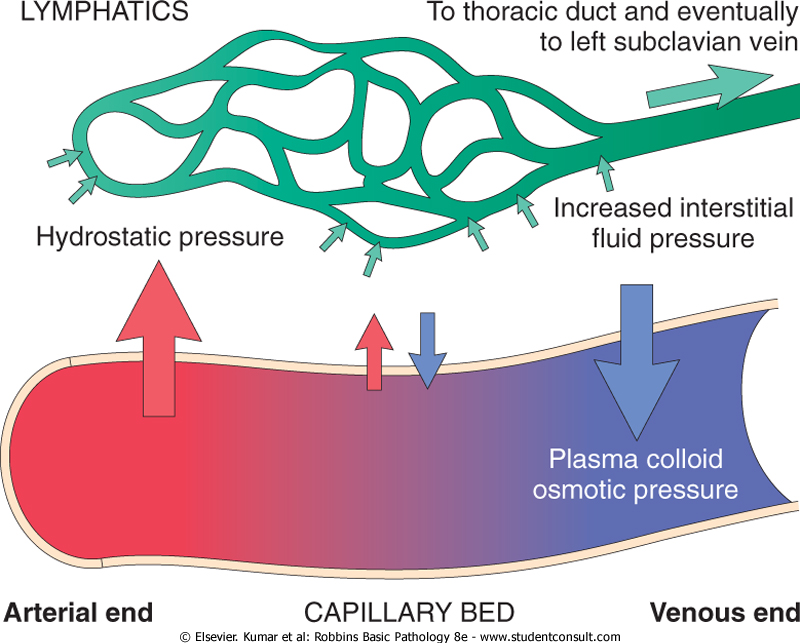 LYMPHATICS
To thoracic duct and eventually
to left subclavian vein
Increased interstitial
fluid pressure
Hydrostatic pressure
Plasma colloid
osmotic pressure
Arterial end
CAPILLARY BED
Venous end
© Elsevier. Kumar et al: Robbins Basic Pathology 8e - www.studentconsult.com